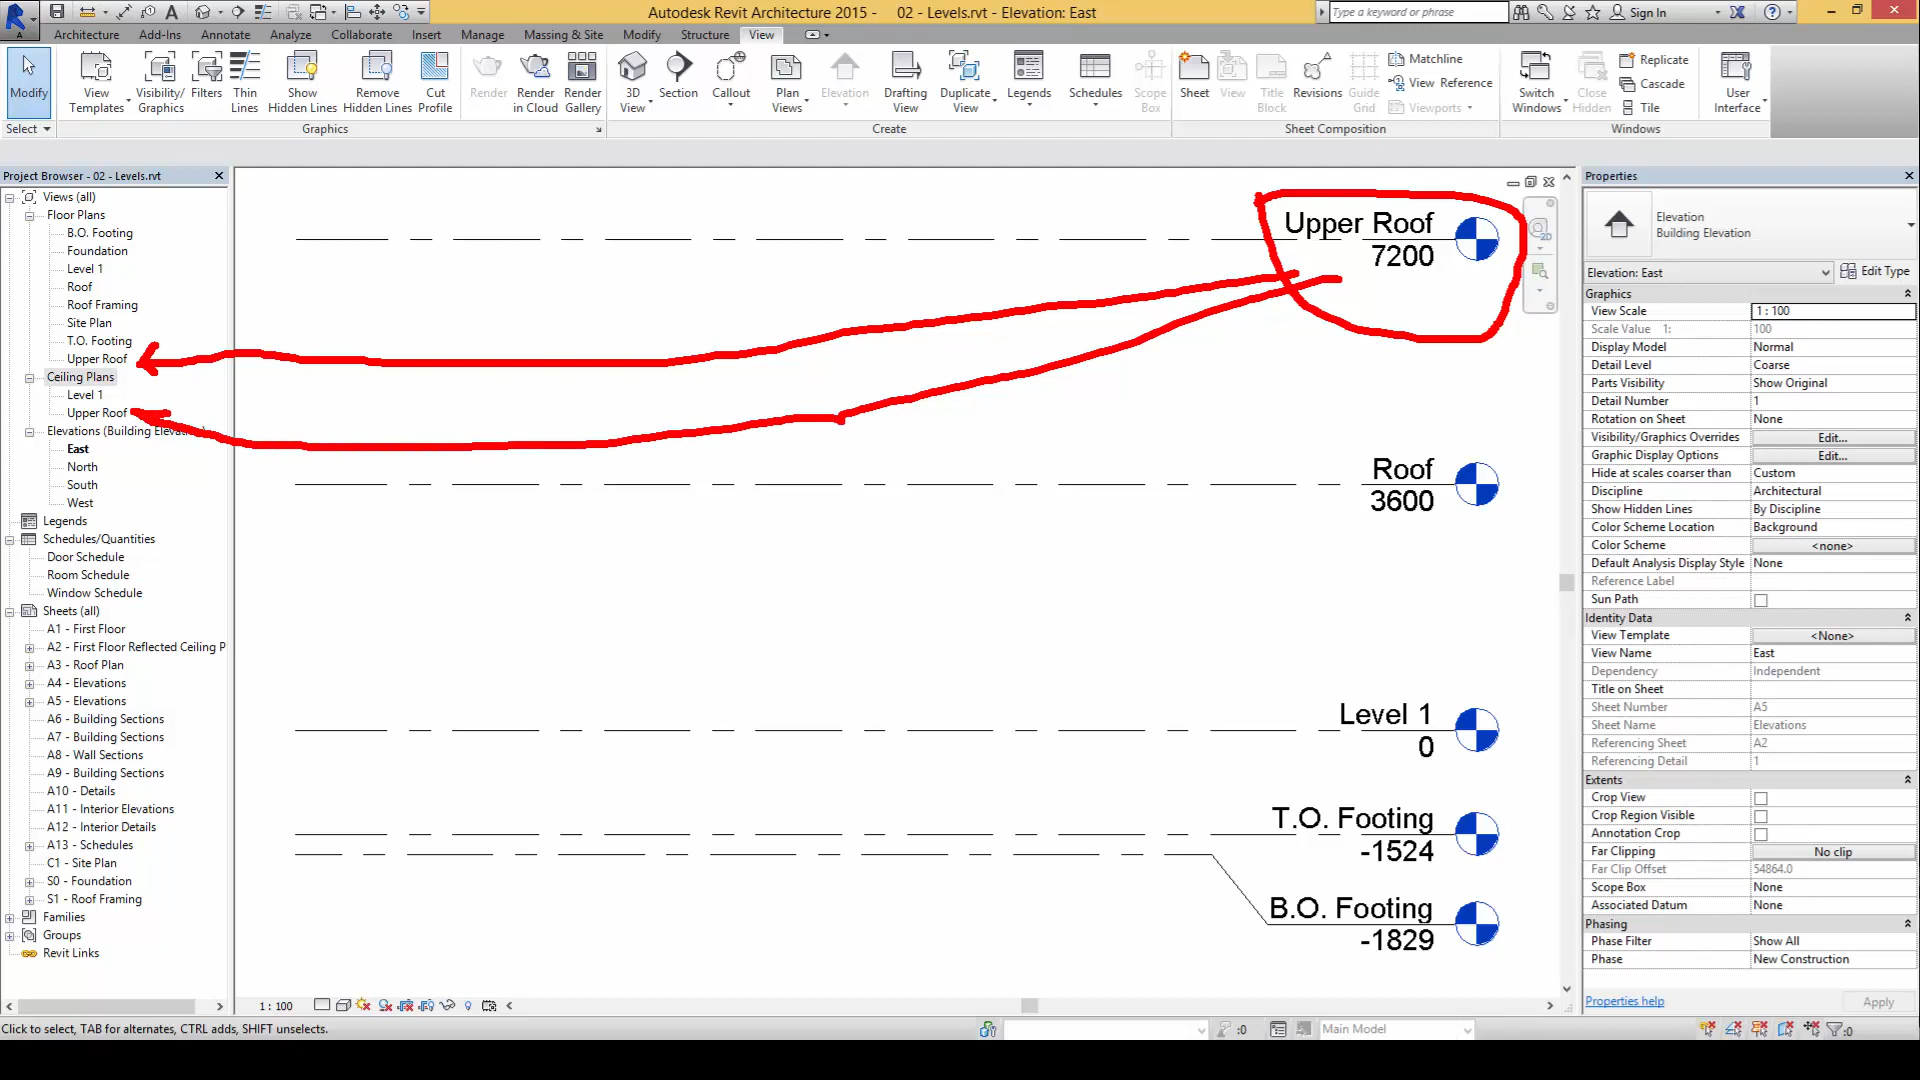 Autodesk Revit Architecture 2015 - 02 - Levels.rvt - Elevation: East
Type a keyword or phrase
Sign In
Architecture Add-Ins Annotate Analyze Collaborate Insert Manage Massing & Site Modify Structure View
Modify
View Templates
Visibility/ Graphics
Filters
Thin Lines
Show Hidden Lines
Remove Hidden Lines
Cut Profile
Render
Render in Cloud
Render Gallery
3D View
Section
Callout
Plan Views
Elevation
Drafting View
Duplicate View
Legends
Schedules
Scope Box
Sheet
View
Title Block
Revisions
Guide Grid
Matchline
View Reference
Viewports
Switch Windows
Close Hidden
Replicate
Cascade
Tile
User Interface
Select
Graphics
Create
Sheet Composition
Windows
Project Browser - 02 - Levels.rvt
Views (all)
Floor Plans
B.O. Footing
Foundation
Level 1
Roof
Roof Framing
Site Plan
T.O. Footing
Upper Roof
Ceiling Plans
Level 1
Upper Roof
Elevations (Building Elevation)
East
North
South
West
Legends
Schedules/Quantities
Door Schedule
Room Schedule
Window Schedule
Sheets (all)
A1 - First Floor
A2 - First Floor Reflected Ceiling P
A3 - Roof Plan
A4 - Elevations
A5 - Elevations
A6 - Building Sections
A7 - Building Sections
A8 - Wall Sections
A9 - Building Sections
A10 - Details
A11 - Interior Elevations
A12 - Interior Details
A13 - Schedules
C1 - Site Plan
S0 - Foundation
S1 - Roof Framing
Families
Groups
Revit Links
Upper Roof
7200
Roof
3600
Level 1
0
T.O. Footing
-1524
B.O. Footing
-1829
2D
Properties
Elevation
Building Elevation
Elevation: East
Edit Type
Graphics
View Scale 1 : 100
Scale Value 1: 100
Display Model Normal
Detail Level Coarse
Parts Visibility Show Original
Detail Number 1
Rotation on Sheet None
Visibility/Graphics Overrides Edit...
Graphic Display Options Edit...
Hide at scales coarser than Custom
Discipline Architectural
Show Hidden Lines By Discipline
Color Scheme Location Background
Color Scheme <none>
Default Analysis Display Style None
Reference Label
Sun Path
Identity Data
View Template <None>
View Name East
Dependency Independent
Title on Sheet
Sheet Number A5
Sheet Name Elevations
Referencing Sheet A2
Referencing Detail 1
Extents
Crop View
Crop Region Visible
Annotation Crop
Far Clipping No clip
Far Clip Offset 54864.0
Scope Box None
Associated Datum None
Phasing
Phase Filter Show All
Phase New Construction
Properties help
Apply
1 : 100
Click to select, TAB for alternates, CTRL adds, SHIFT unselects.
:0
Main Model
:0